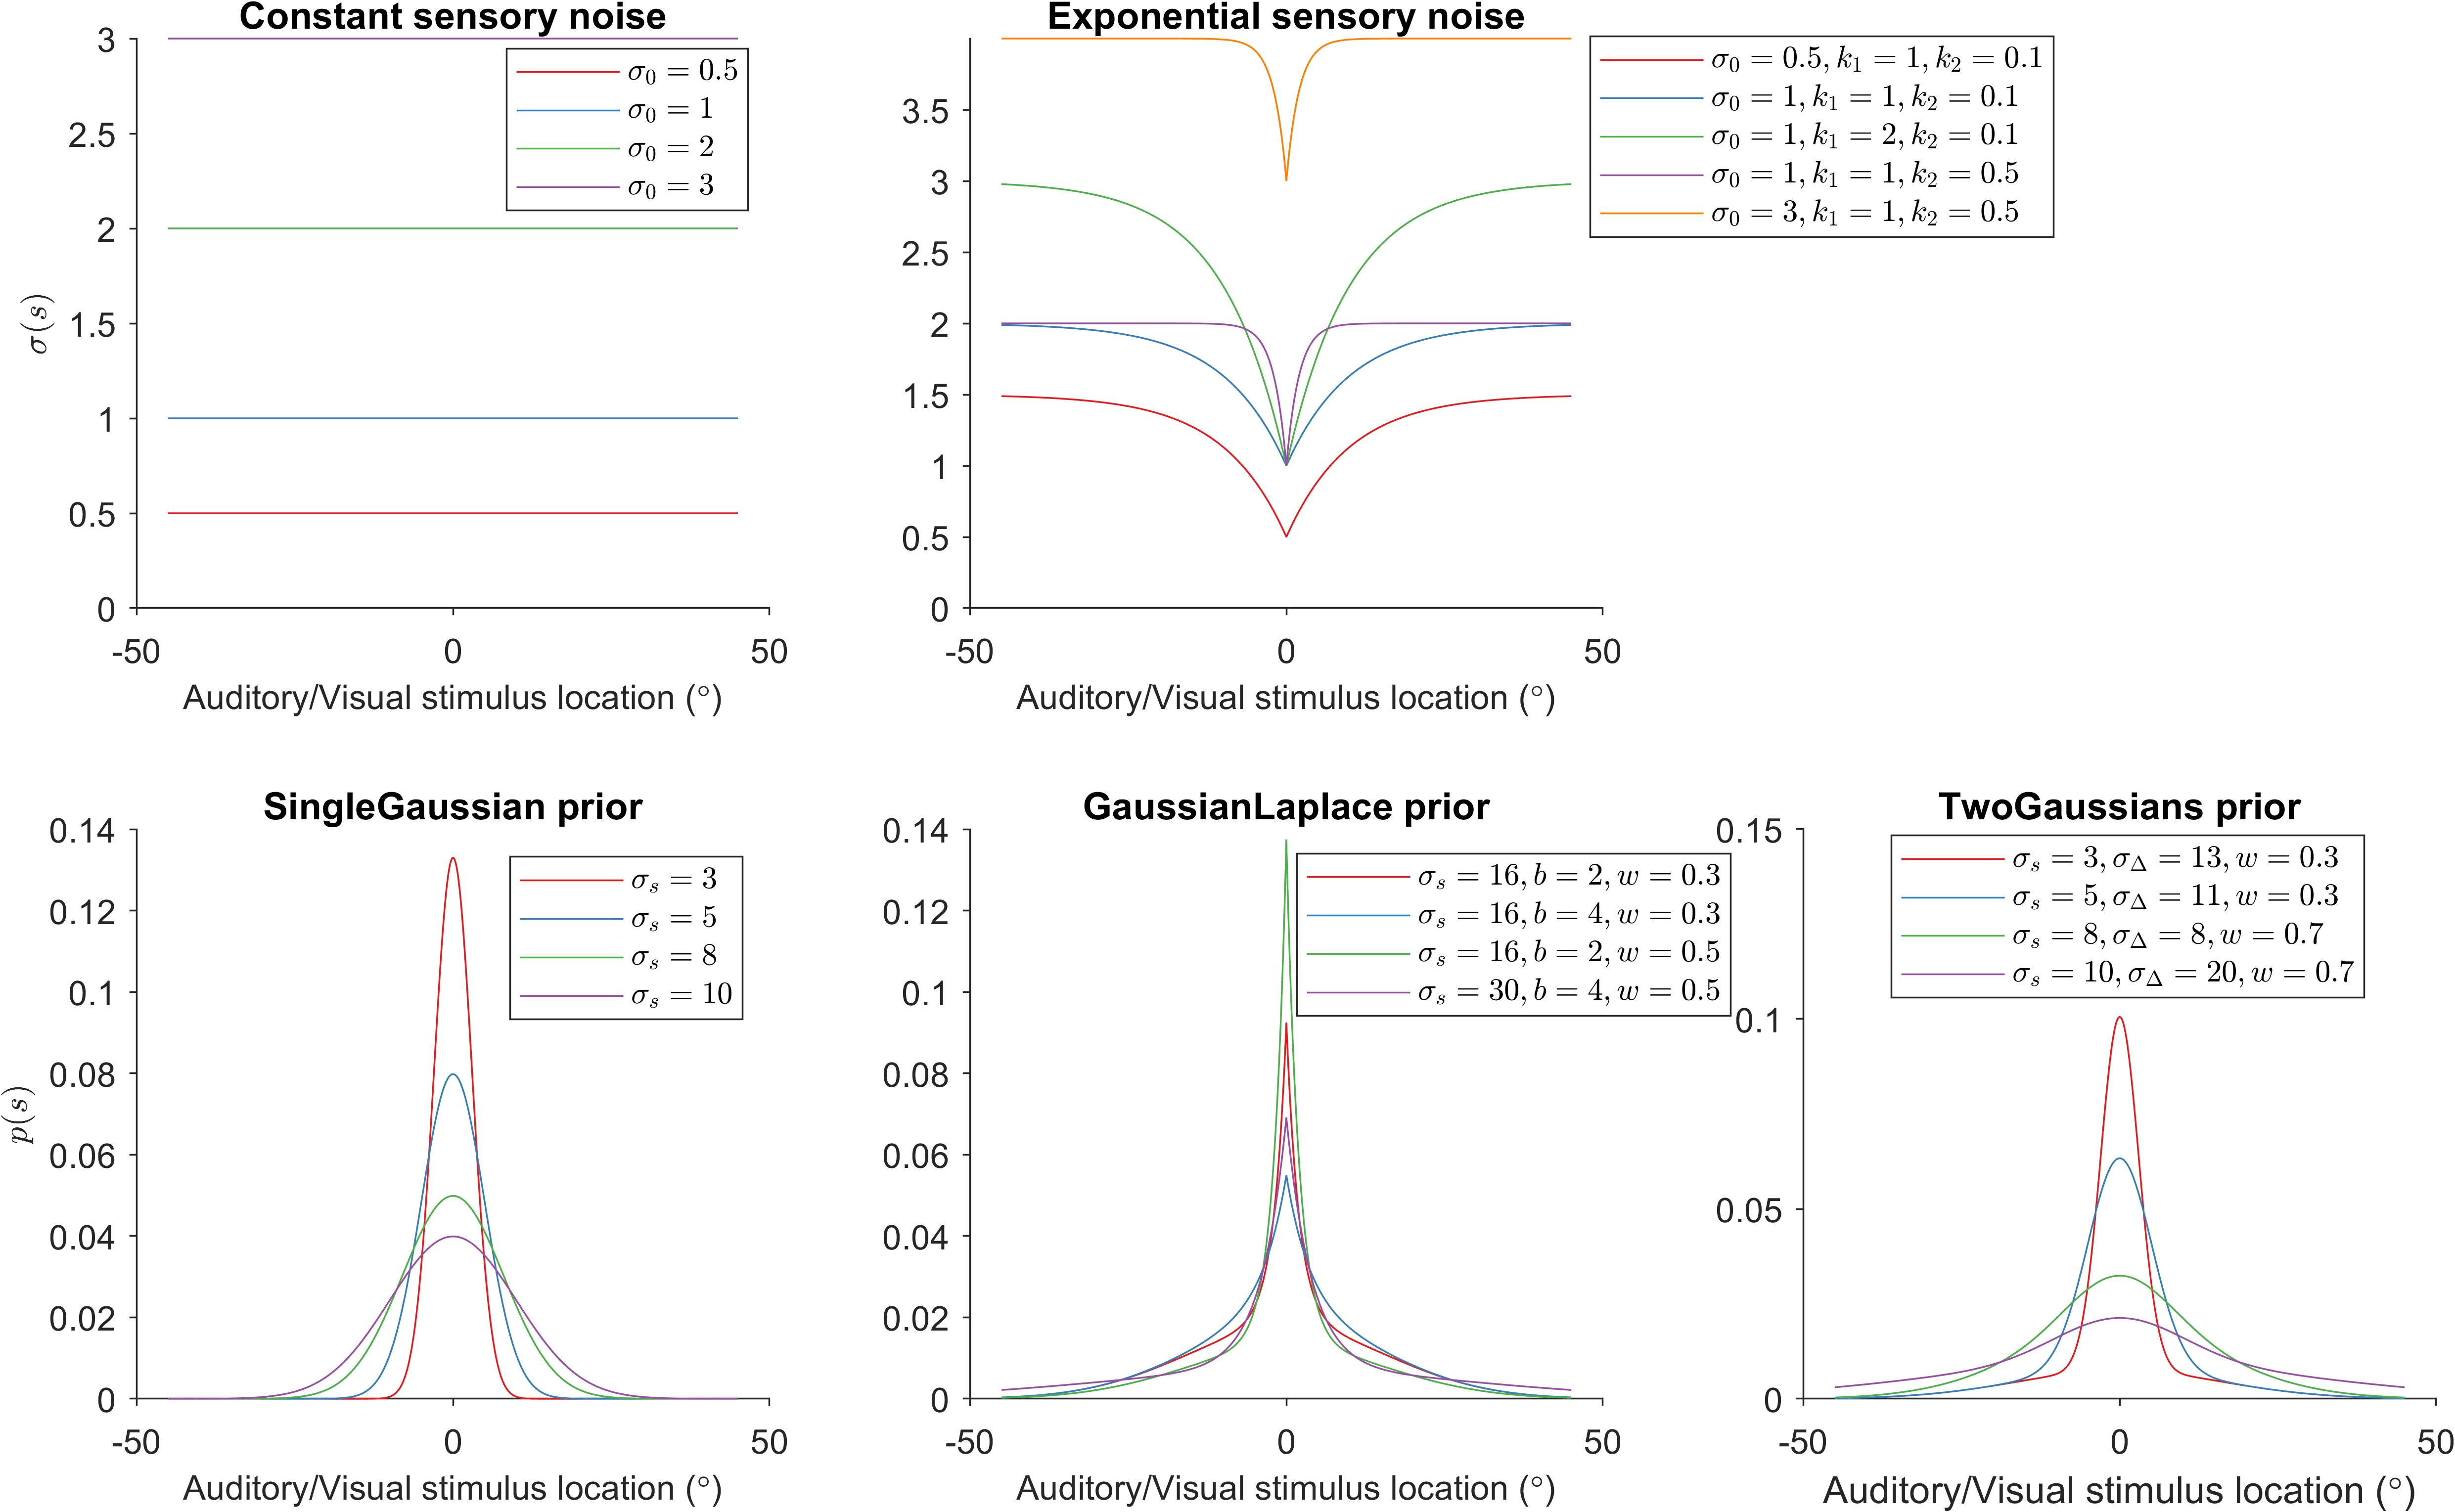 Constant sensory noise
3
2.5
2
1.5
1
0.5
0
σ(s)
-50
0
50
Auditory/Visual stimulus location (°)
σ₀ = 0.5
σ₀ = 1
σ₀ = 2
σ₀ = 3
Exponential sensory noise
3.5
3
2.5
2
1.5
1
0.5
0
-50
0
50
Auditory/Visual stimulus location (°)
σ₀ = 0.5, k₁ = 1, k₂ = 0.1
σ₀ = 1, k₁ = 1, k₂ = 0.1
σ₀ = 1, k₁ = 2, k₂ = 0.1
σ₀ = 1, k₁ = 1, k₂ = 0.5
σ₀ = 3, k₁ = 1, k₂ = 0.5
SingleGaussian prior
0.14
0.12
0.1
0.08
0.06
0.04
0.02
0
p(s)
-50
0
50
Auditory/Visual stimulus location (°)
σₛ = 3
σₛ = 5
σₛ = 8
σₛ = 10
GaussianLaplace prior
0.14
0.12
0.1
0.08
0.06
0.04
0.02
0
-50
0
50
Auditory/Visual stimulus location (°)
σₛ = 16, b = 2, w = 0.3
σₛ = 16, b = 4, w = 0.3
σₛ = 16, b = 2, w = 0.5
σₛ = 30, b = 4, w = 0.5
TwoGaussians prior
0.15
0.1
0.05
0
-50
0
50
Auditory/Visual stimulus location (°)
σₛ = 3, σ_Δ = 13, w = 0.3
σₛ = 5, σ_Δ = 11, w = 0.3
σₛ = 8, σ_Δ = 8, w = 0.7
σₛ = 10, σ_Δ = 20, w = 0.7